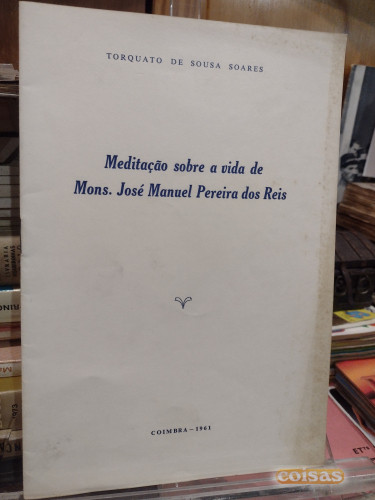 TORQUATO DE SOUSA SOARES
Meditação sobre a vida de
Mons. José Manuel Pereira dos Reis
COIMBRA — 1961
coisas